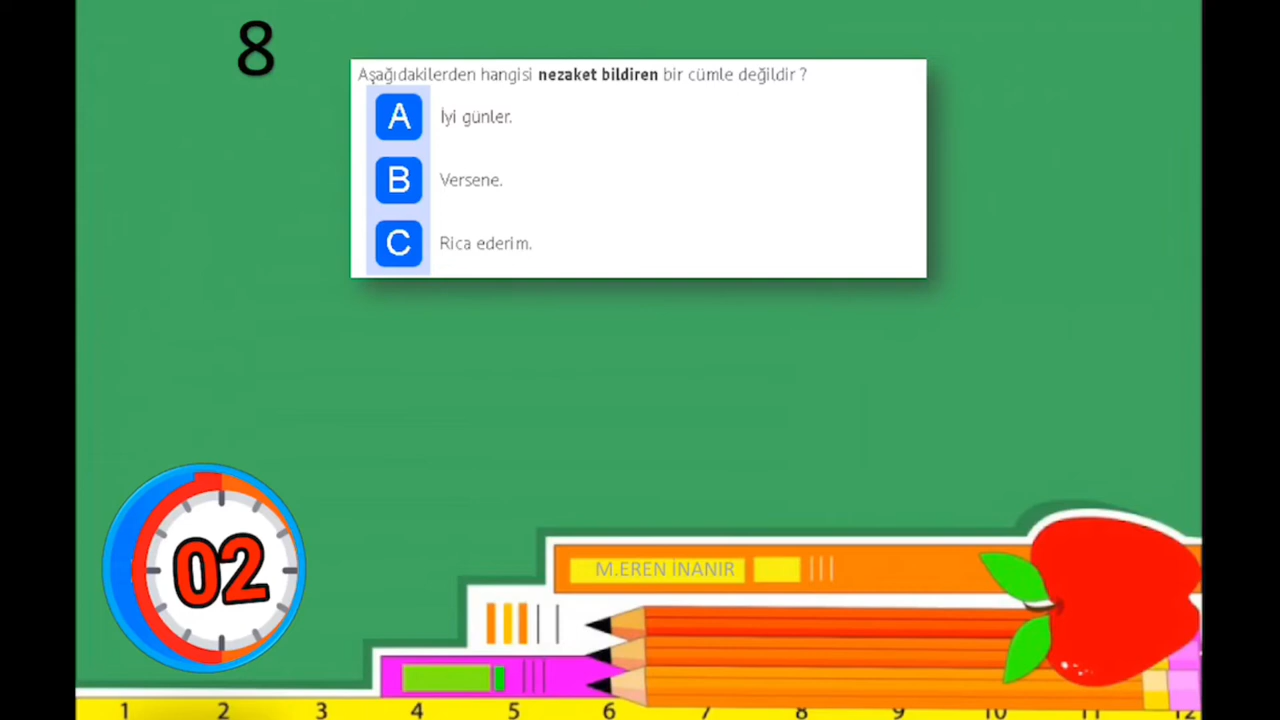 8
Aşağıdakilerden hangisi nezaket bildiren bir cümle değildir ?
A İyi günler.
B Versene.
C Rica ederim.
02
M.EREN İNANIR
1 2 3 4 5 6 7 8 9 10 11 12